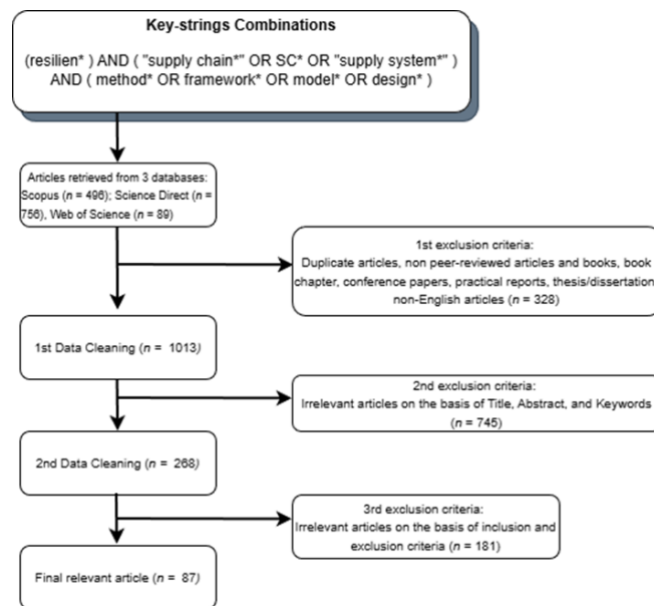 Key-strings Combinations
(resilien* ) AND ( "supply chain*" OR SC* OR "supply system*" )
AND ( method* OR framework* OR model* OR design* )
Articles retrieved from 3 databases:
Scopus (n = 496); Science Direct (n =
756), Web of Science (n = 89)
1st exclusion criteria:
Duplicate articles, non peer-reviewed articles and books, book
chapter, conference papers, practical reports, thesis/dissertation
non-English articles (n = 328)
1st Data Cleaning (n = 1013)
2nd exclusion criteria:
Irrelevant articles on the basis of Title, Abstract, and Keywords
(n = 745)
2nd Data Cleaning (n = 268)
3rd exclusion criteria:
Irrelevant articles on the basis of inclusion and
exclusion criteria (n = 181)
Final relevant article (n = 87)